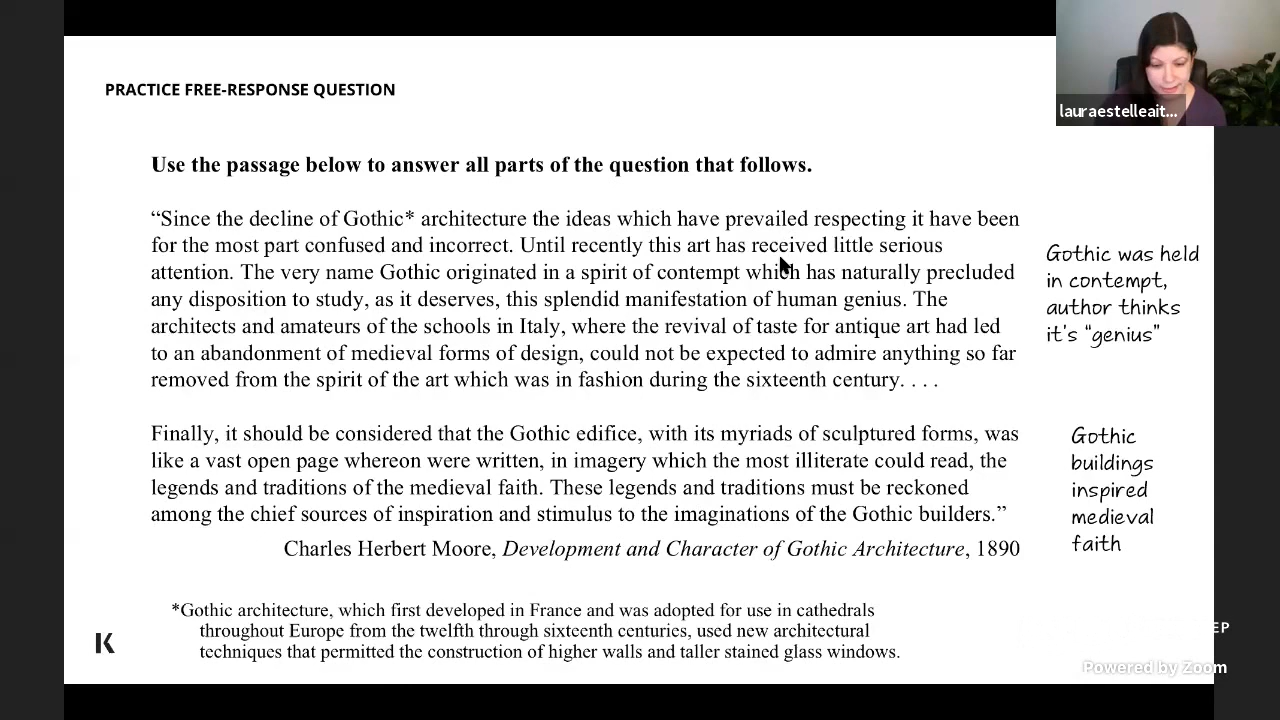 PRACTICE FREE-RESPONSE QUESTION
lauraestelleait...
Use the passage below to answer all parts of the question that follows.
“Since the decline of Gothic* architecture the ideas which have prevailed respecting it have been
for the most part confused and incorrect. Until recently this art has received little serious
attention. The very name Gothic originated in a spirit of contempt which has naturally precluded
any disposition to study, as it deserves, this splendid manifestation of human genius. The
architects and amateurs of the schools in Italy, where the revival of taste for antique art had led
to an abandonment of medieval forms of design, could not be expected to admire anything so far
removed from the spirit of the art which was in fashion during the sixteenth century. . . .
Gothic was held
in contempt,
author thinks
it's “genius”
Finally, it should be considered that the Gothic edifice, with its myriads of sculptured forms, was
like a vast open page whereon were written, in imagery which the most illiterate could read, the
legends and traditions of the medieval faith. These legends and traditions must be reckoned
among the chief sources of inspiration and stimulus to the imaginations of the Gothic builders.”
Charles Herbert Moore, Development and Character of Gothic Architecture, 1890
Gothic
buildings
inspired
medieval
faith
*Gothic architecture, which first developed in France and was adopted for use in cathedrals
throughout Europe from the twelfth through sixteenth centuries, used new architectural
techniques that permitted the construction of higher walls and taller stained glass windows.
K
EP
Powered by Zoom